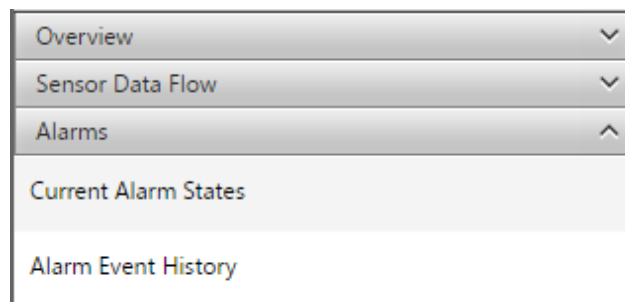 Overview
Sensor Data Flow
Alarms
Current Alarm States
Alarm Event History